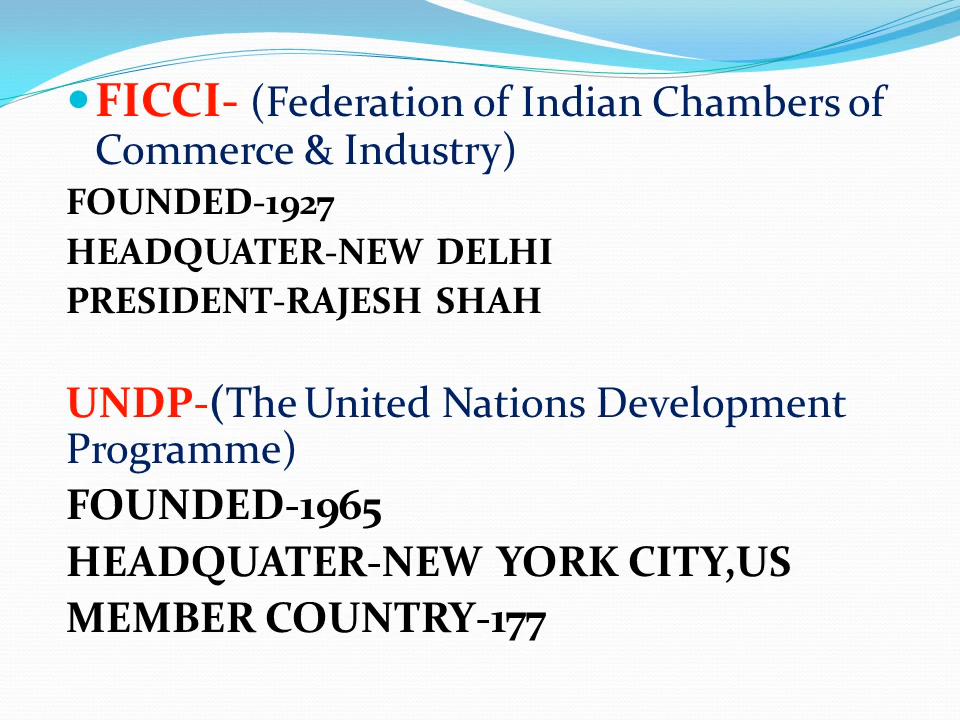 FICCI- (Federation of Indian Chambers of
Commerce & Industry)
FOUNDED-1927
HEADQUATER-NEW DELHI
PRESIDENT-RAJESH SHAH
UNDP-(The United Nations Development
Programme)
FOUNDED-1965
HEADQUATER-NEW YORK CITY,US
MEMBER COUNTRY-177